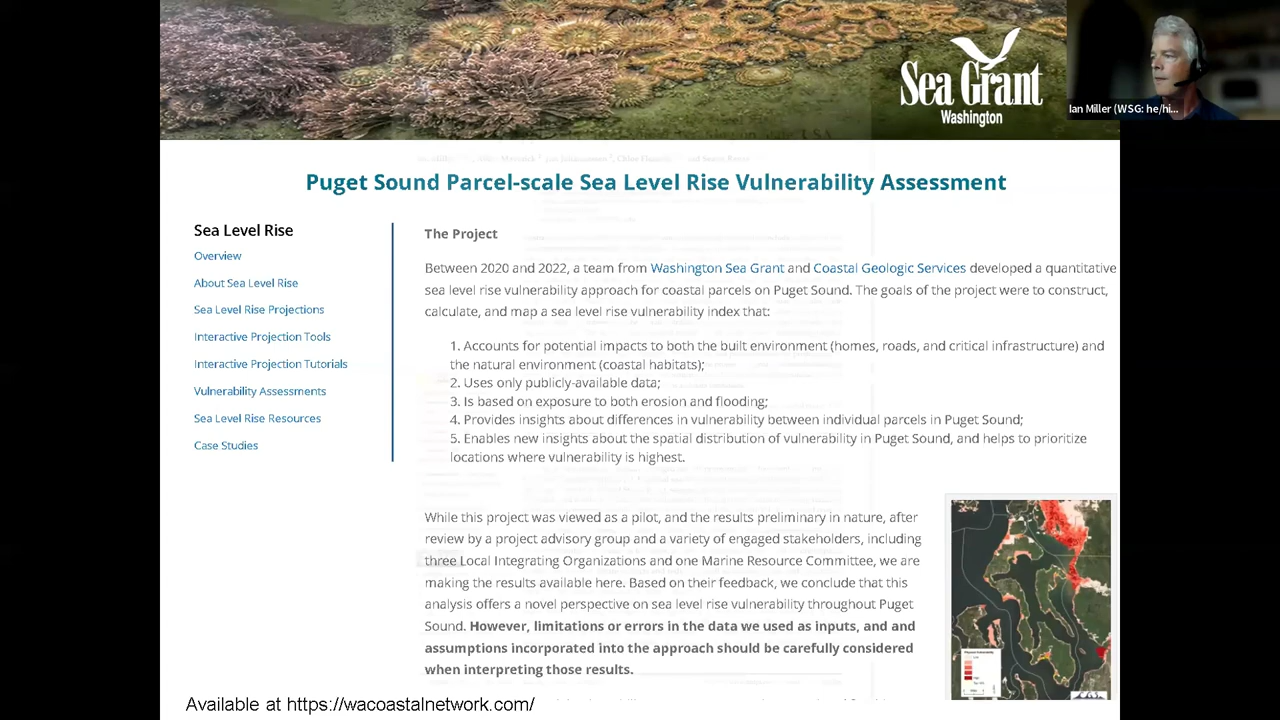 Sea Grant
Washington
Ian Miller (WSG: he/hi...
Puget Sound Parcel-scale Sea Level Rise Vulnerability Assessment
Sea Level Rise
Overview
About Sea Level Rise
Sea Level Rise Projections
Interactive Projection Tools
Interactive Projection Tutorials
Vulnerability Assessments
Sea Level Rise Resources
Case Studies
The Project
Between 2020 and 2022, a team from Washington Sea Grant and Coastal Geologic Services developed a quantitative
sea level rise vulnerability approach for coastal parcels on Puget Sound. The goals of the project were to construct,
calculate, and map a sea level rise vulnerability index that:
1. Accounts for potential impacts to both the built environment (homes, roads, and critical infrastructure) and
the natural environment (coastal habitats);
2. Uses only publicly-available data;
3. Is based on exposure to both erosion and flooding;
4. Provides insights about differences in vulnerability between individual parcels in Puget Sound;
5. Enables new insights about the spatial distribution of vulnerability in Puget Sound, and helps to prioritize
locations where vulnerability is highest.
While this project was viewed as a pilot, and the results preliminary in nature, after
review by a project advisory group and a variety of engaged stakeholders, including
three Local Integrating Organizations and one Marine Resource Committee, we are
making the results available here. Based on their feedback, we conclude that this
analysis offers a novel perspective on sea level rise vulnerability throughout Puget
Sound. However, limitations or errors in the data we used as inputs, and and
assumptions incorporated into the approach should be carefully considered
when interpreting those results.
Available at https://wacoastalnetwork.com/